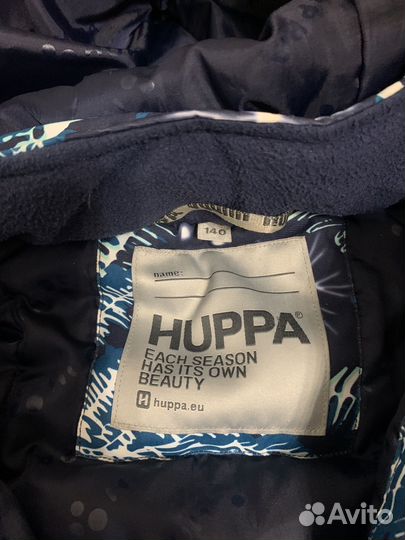 140
name:
HUPPA®
EACH SEASON
HAS ITS OWN
BEAUTY
H huppa.eu
Avito